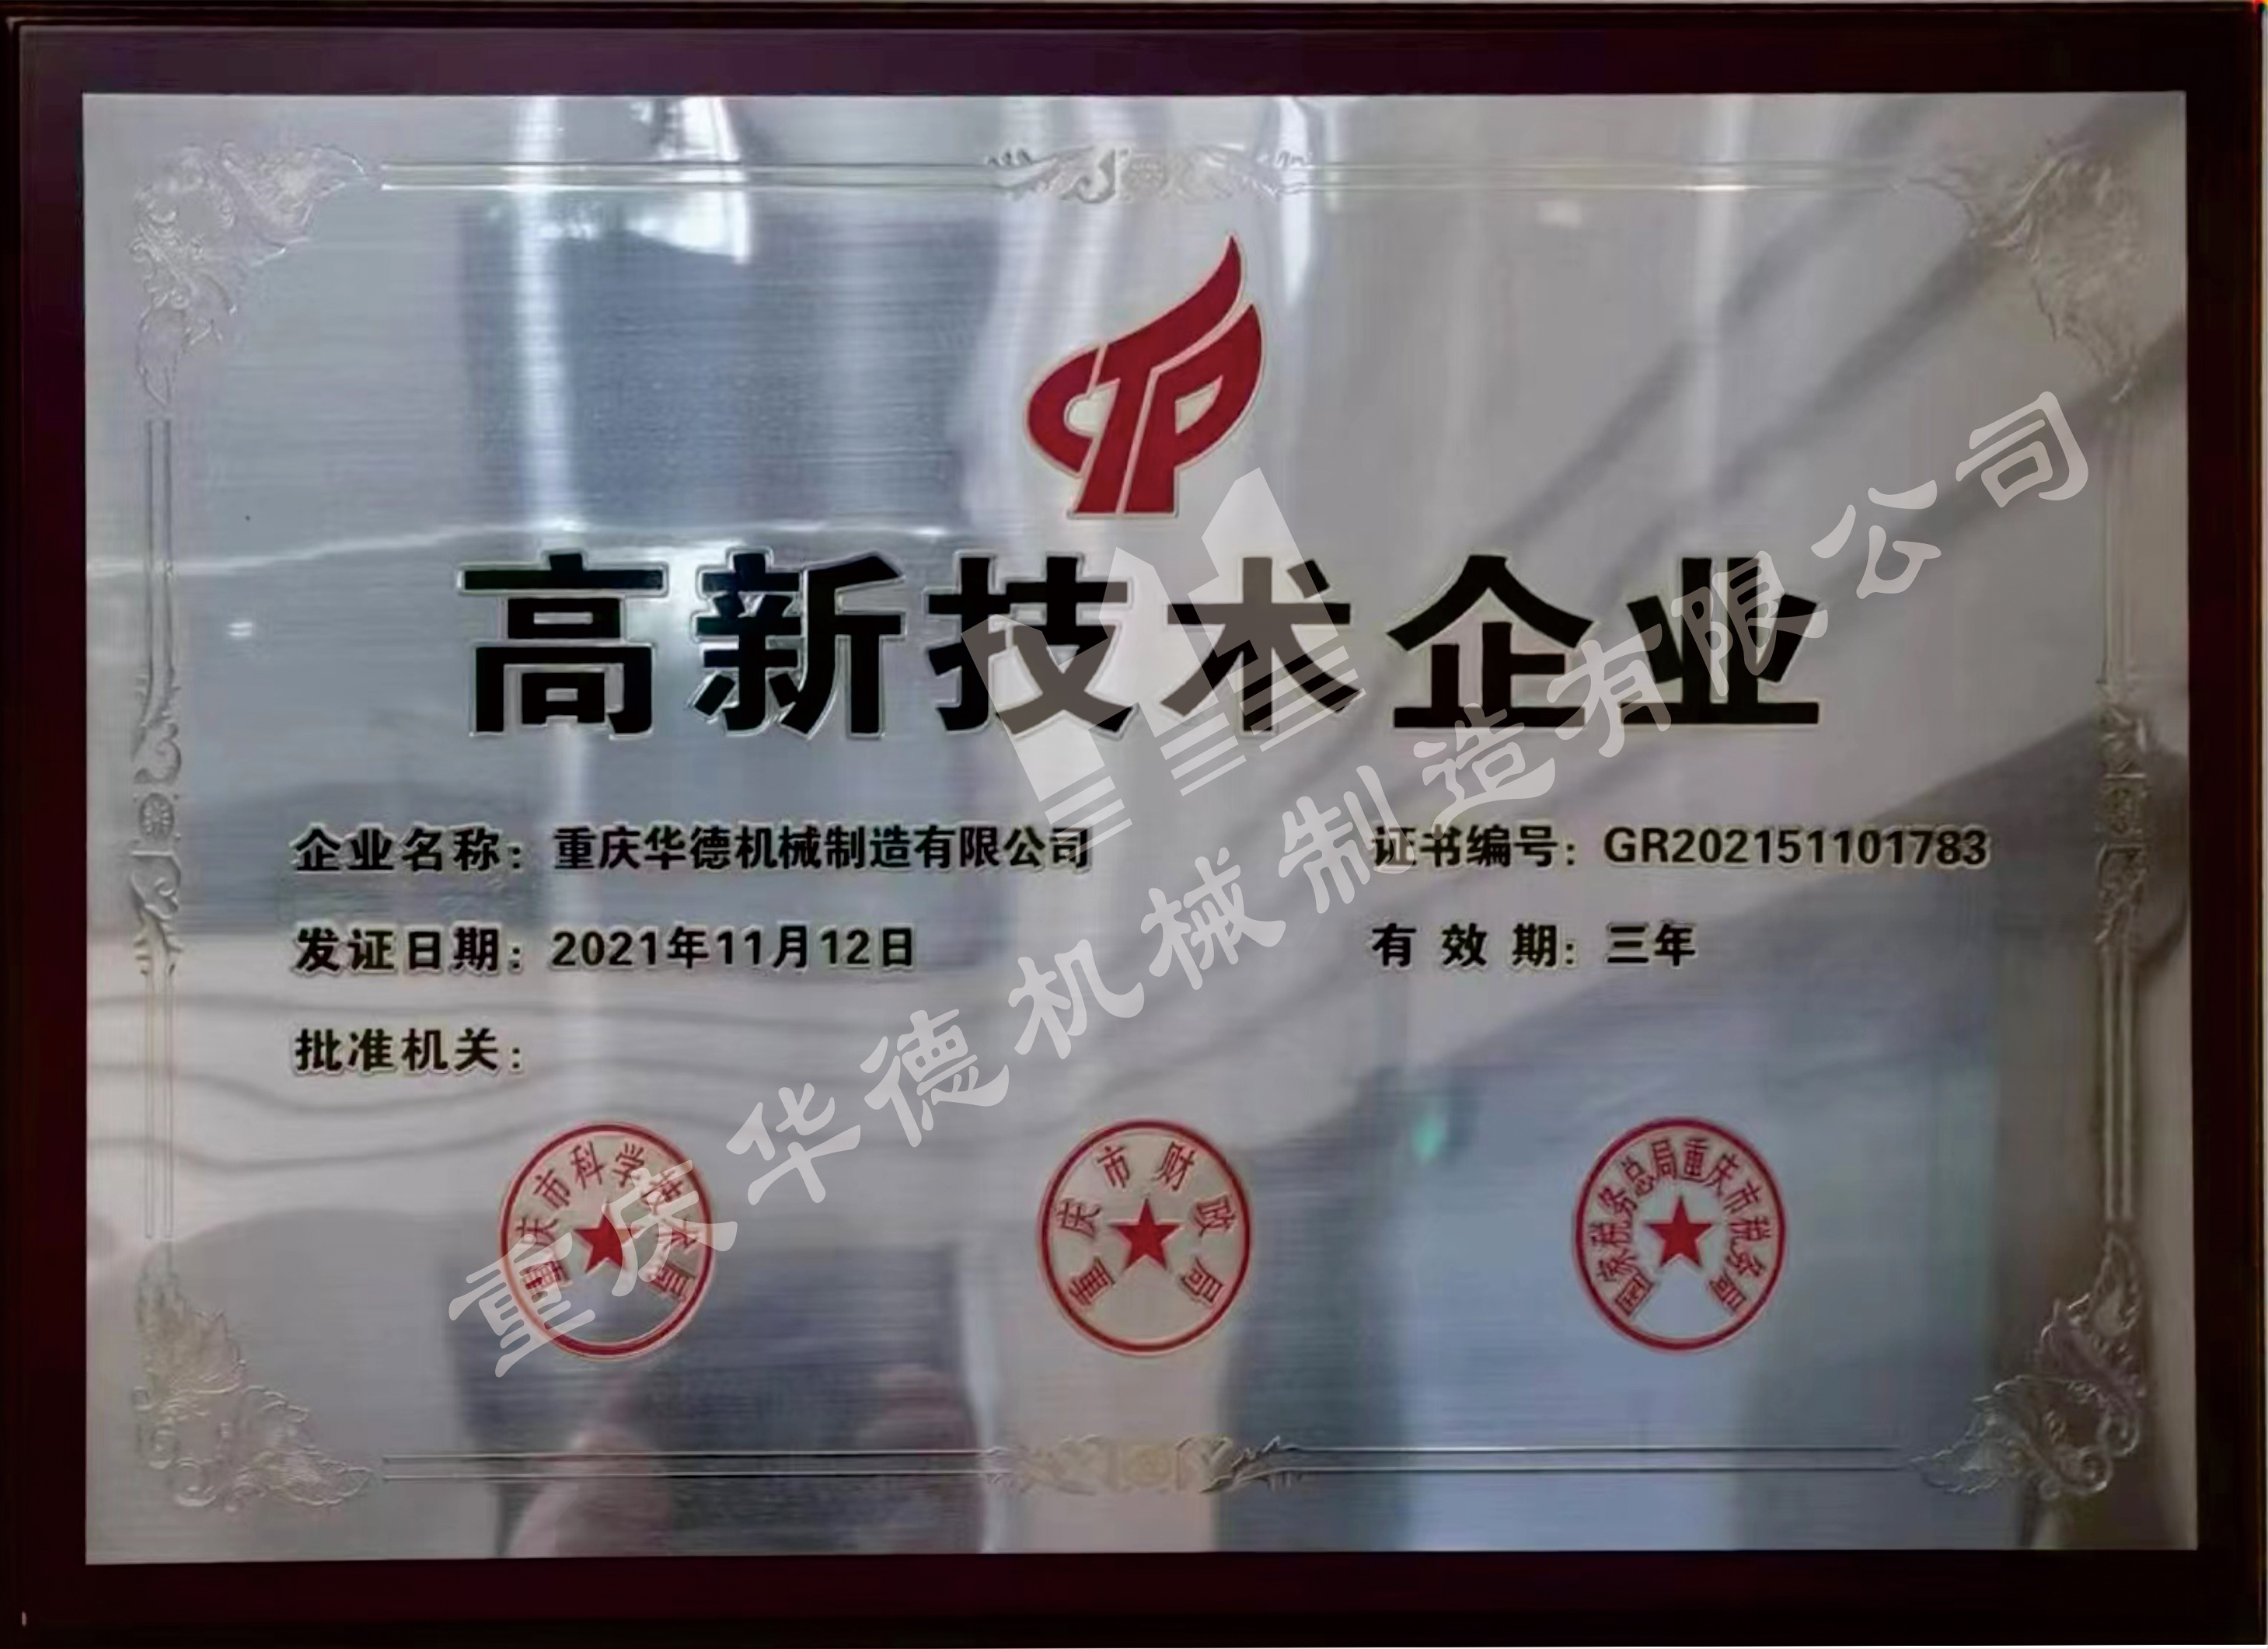 高新技术企业
企业名称：重庆华德机械制造有限公司
证书编号：GR202151101783
发证日期：2021年11月12日
有效期：三年
批准机关：
重庆市科学技术局
重庆市财政局
国家税务总局重庆市税务局
重庆华德机械制造有限公司